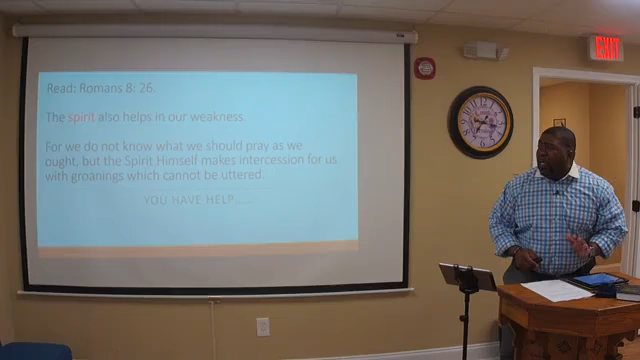 Read: Romans 8: 26.
The spirit also helps in our weakness.
For we do not know what we should pray as we
ought, but the Spirit Himself makes intercession for us
with groanings which cannot be uttered.
YOU HAVE HELP....
EXIT